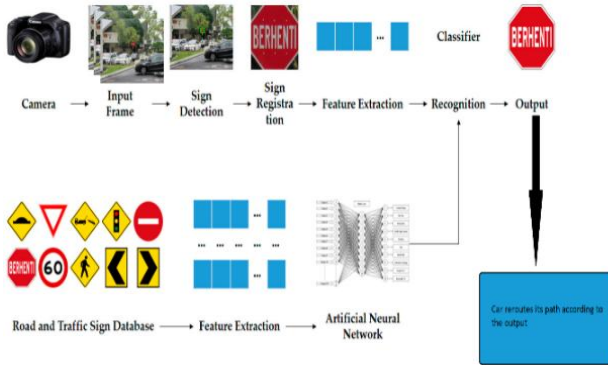 BERHENTI
...
Classifier
BERHENTI
Camera
Input
Frame
Sign
Detection
Sign
Registra
tion
Feature Extraction
Recognition
Output
BERHENTI
60
...
... ... ... ... ...
...
Road and Traffic Sign Database
Feature Extraction
Artificial Neural
Network
Car reroutes its path according to
the output